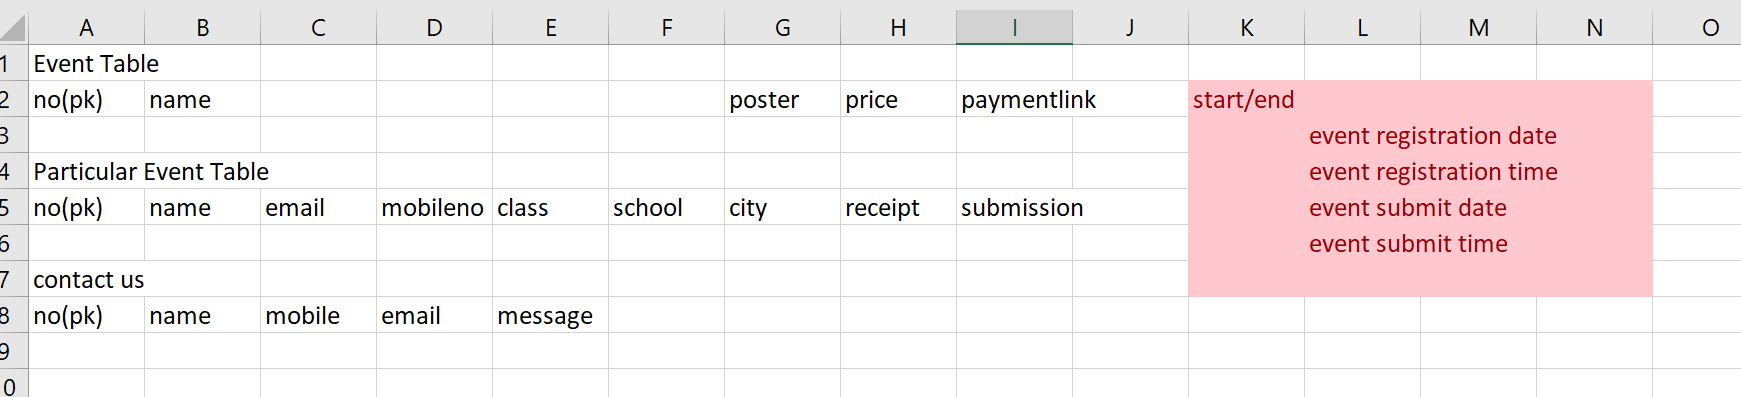 A B C D E F G H I J K L M N O
1 Event Table
2 no(pk) name poster price paymentlink start/end
3 event registration date
4 Particular Event Table event registration time
5 no(pk) name email mobileno class school city receipt submission event submit date
6 event submit time
7 contact us
8 no(pk) name mobile email message
9
0